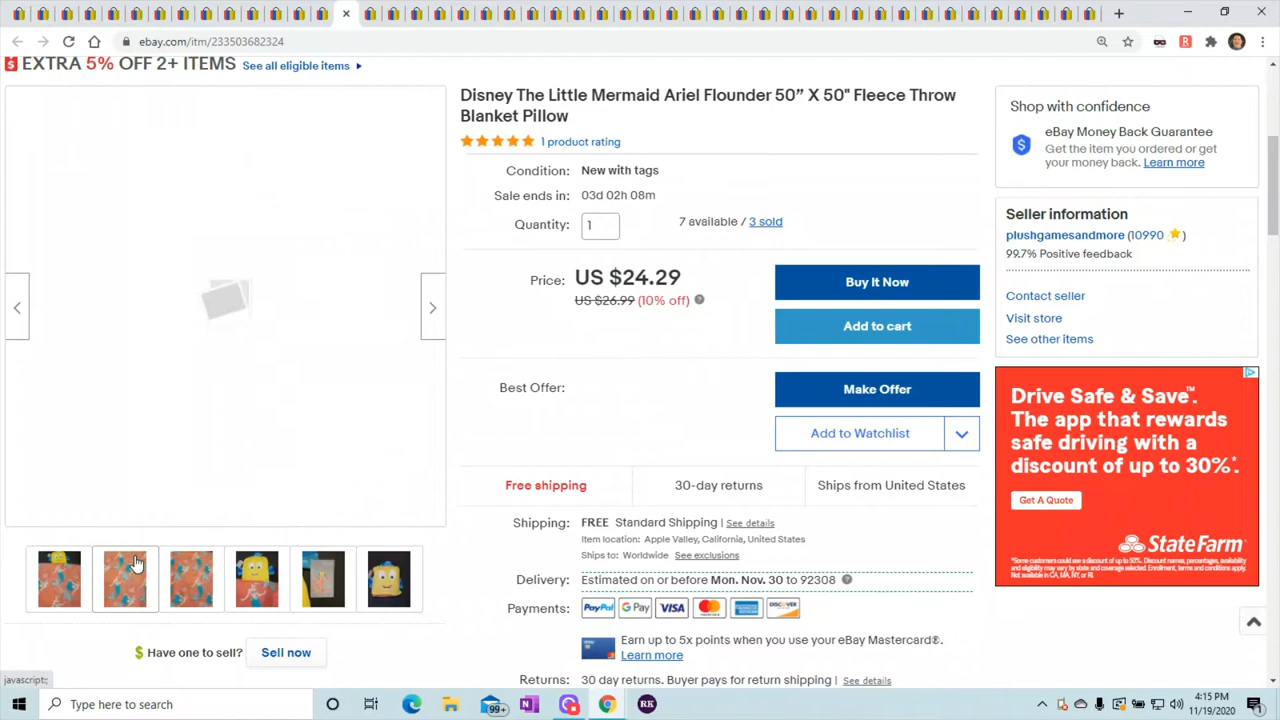 ebay.com/itm/233503682324
EXTRA 5% OFF 2+ ITEMS See all eligible items
Disney The Little Mermaid Ariel Flounder 50” X 50" Fleece Throw
Blanket Pillow
1 product rating
Condition: New with tags
Sale ends in: 03d 02h 08m
Quantity: 1 7 available / 3 sold
Price: US $24.29
US $26.99 (10% off)
Buy It Now
Add to cart
Best Offer:
Make Offer
Add to Watchlist
Free shipping 30-day returns Ships from United States
Shipping: FREE Standard Shipping | See details
Item location: Apple Valley, California, United States
Ships to: Worldwide See exclusions
Delivery: Estimated on or before Mon. Nov. 30 to 92308
Payments: PayPal G Pay VISA DISCOVER
Earn up to 5x points when you use your eBay Mastercard®.
Learn more
Returns: 30 day returns. Buyer pays for return shipping | See details
$ Have one to sell? Sell now
Shop with confidence
eBay Money Back Guarantee
Get the item you ordered or get
your money back. Learn more
Seller information
plushgamesandmore (10990 )
99.7% Positive feedback
Contact seller
Visit store
See other items
Drive Safe & Save™.
The app that rewards
safe driving with a
discount of up to 30%*.
Get A Quote
StateFarm
javascript:;
Type here to search
99+
N
RK
4:15 PM
11/19/2020
1